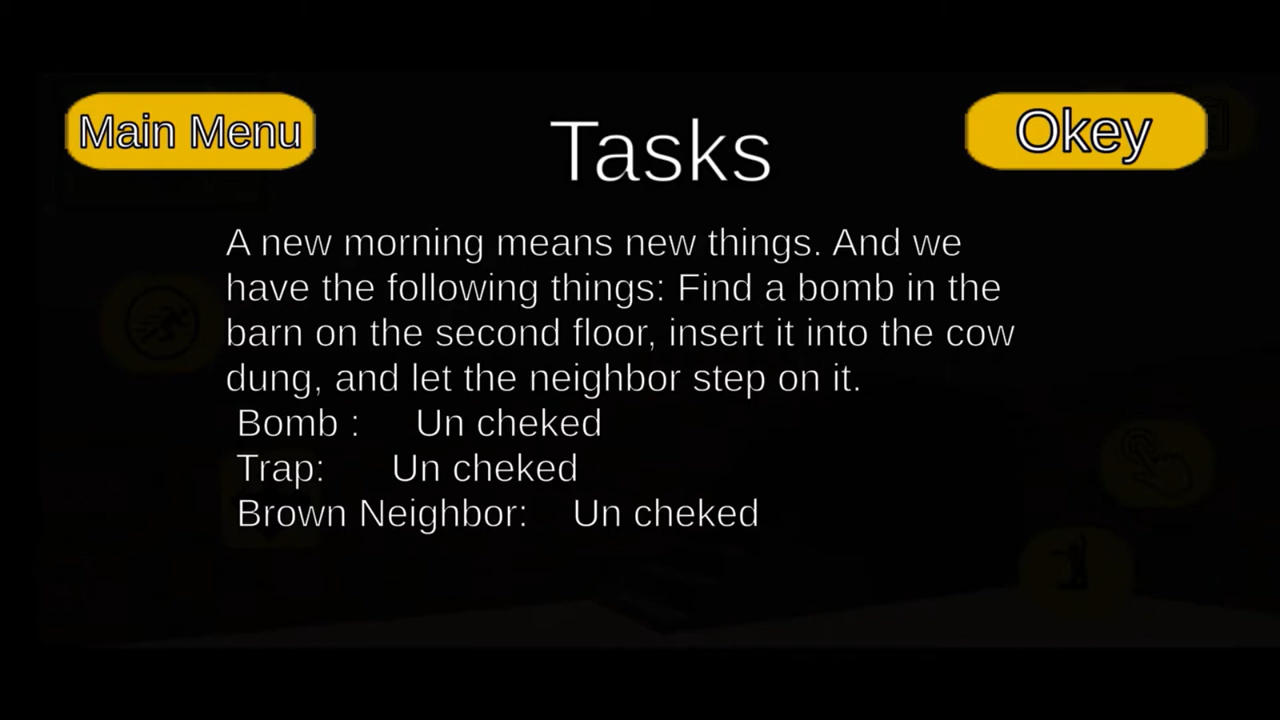 Main Menu
Okey
Tasks
A new morning means new things. And we
have the following things: Find a bomb in the
barn on the second floor, insert it into the cow
dung, and let the neighbor step on it.
Bomb : Un cheked
Trap: Un cheked
Brown Neighbor: Un cheked